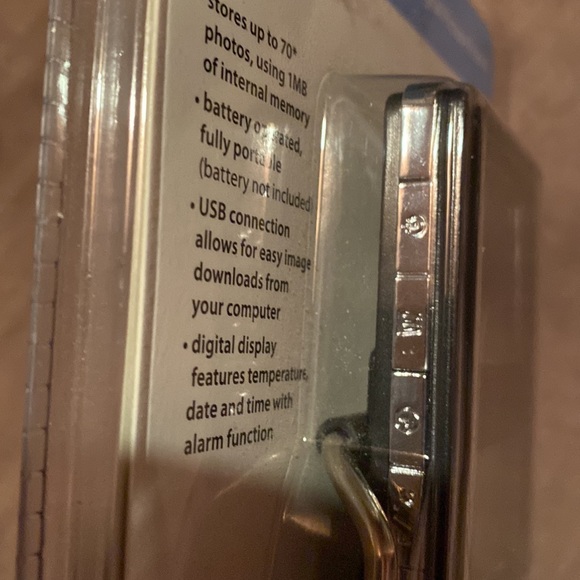 stores up to 70*
photos, using 1MB
of internal memory
• battery operated,
fully portable
(battery not included)
• USB connection
allows for easy image
downloads from
your computer
• digital display
features temperature,
date and time with
alarm function